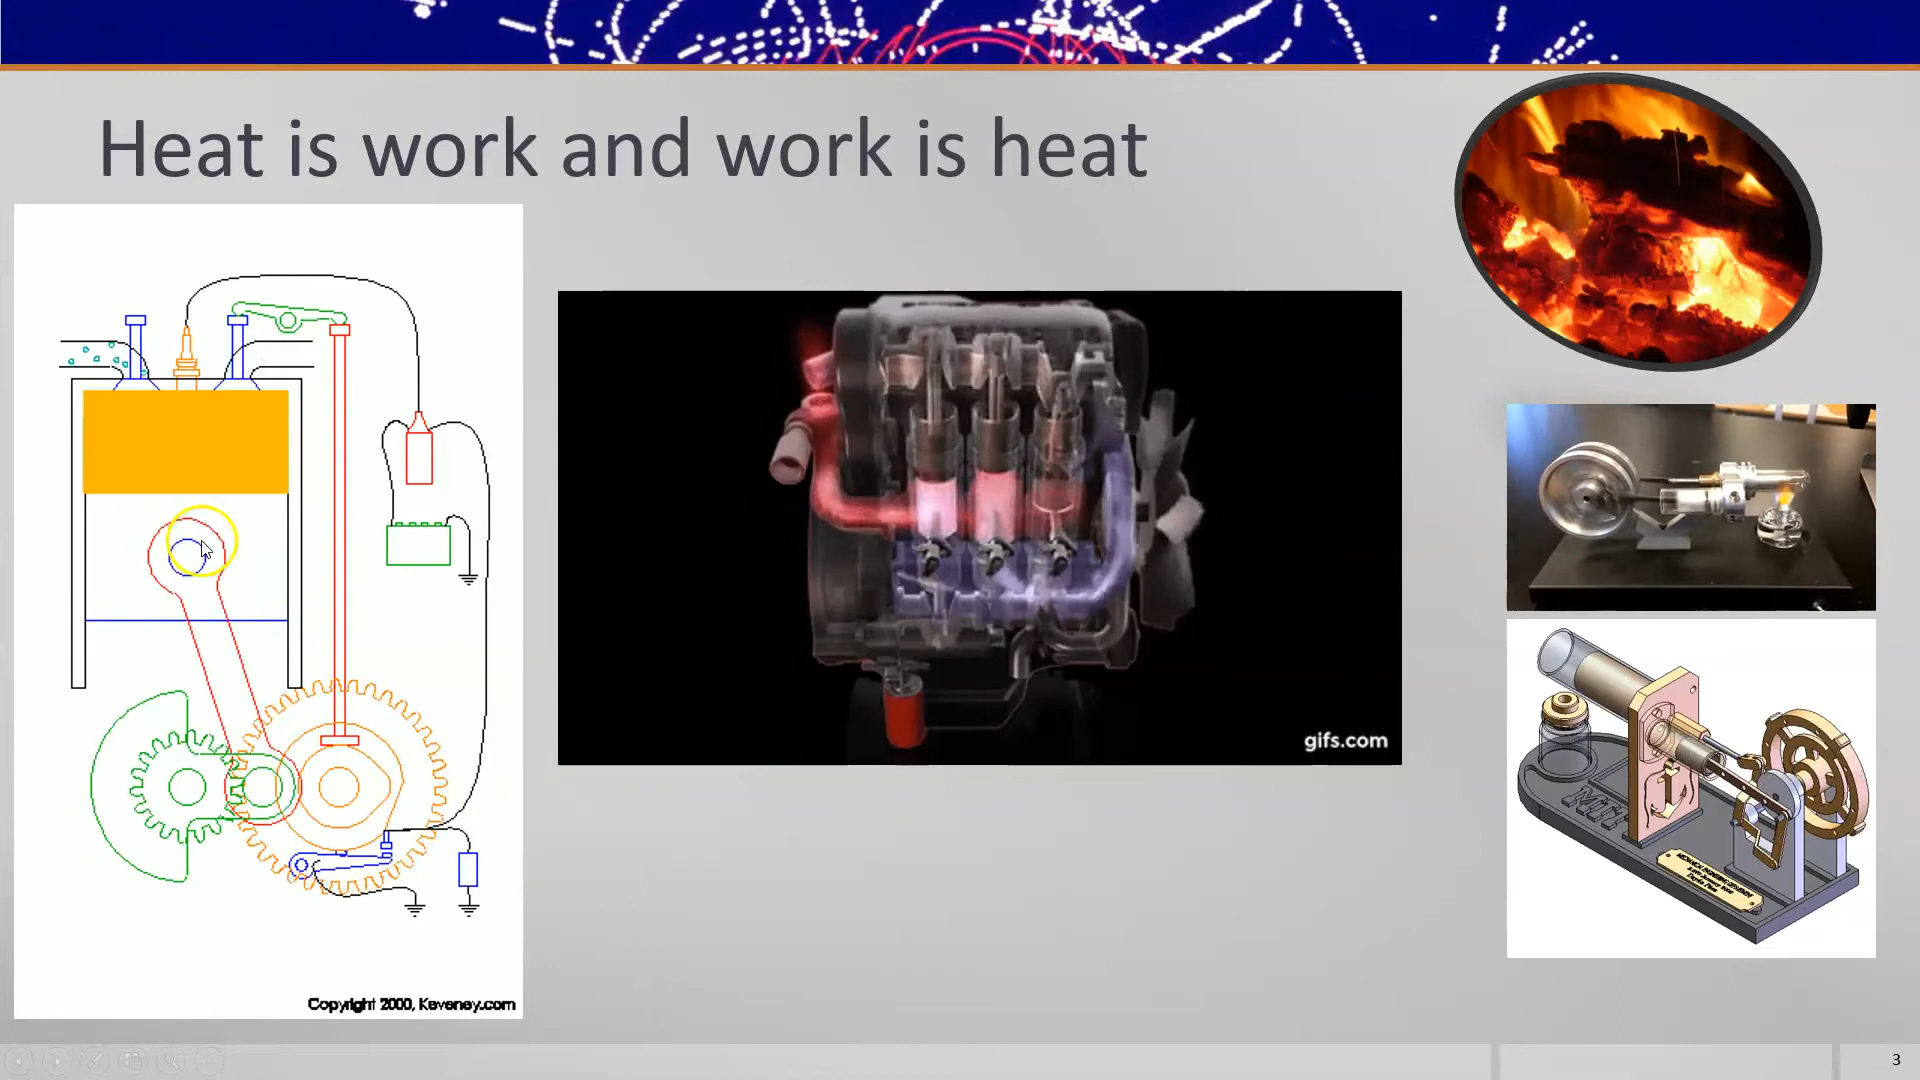 Heat is work and work is heat
gifs.com
Copyright 2000, Keveney.com
3